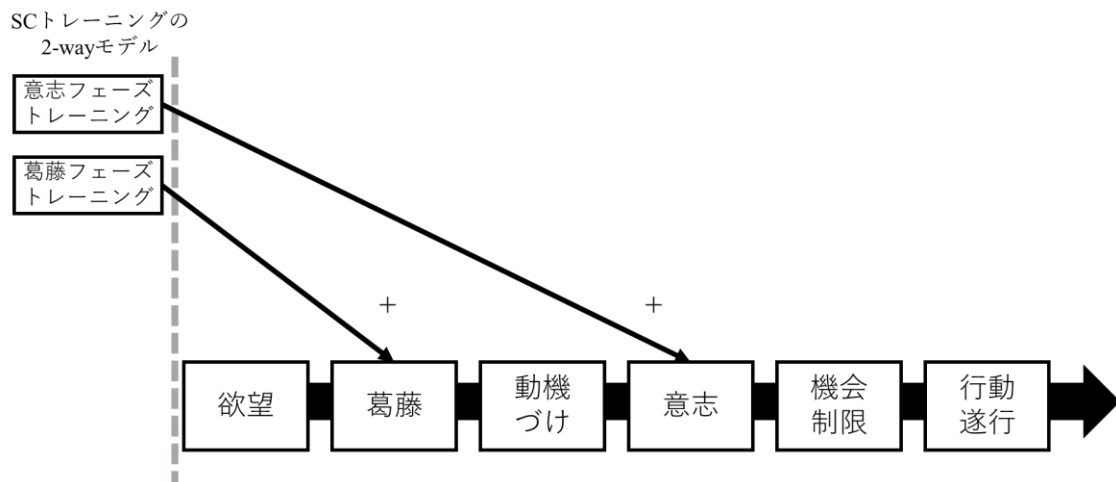 SCトレーニングの
2-wayモデル
意志フェーズ
トレーニング
葛藤フェーズ
トレーニング
+
+
欲望
葛藤
動機
づけ
意志
機会
制限
行動
遂行